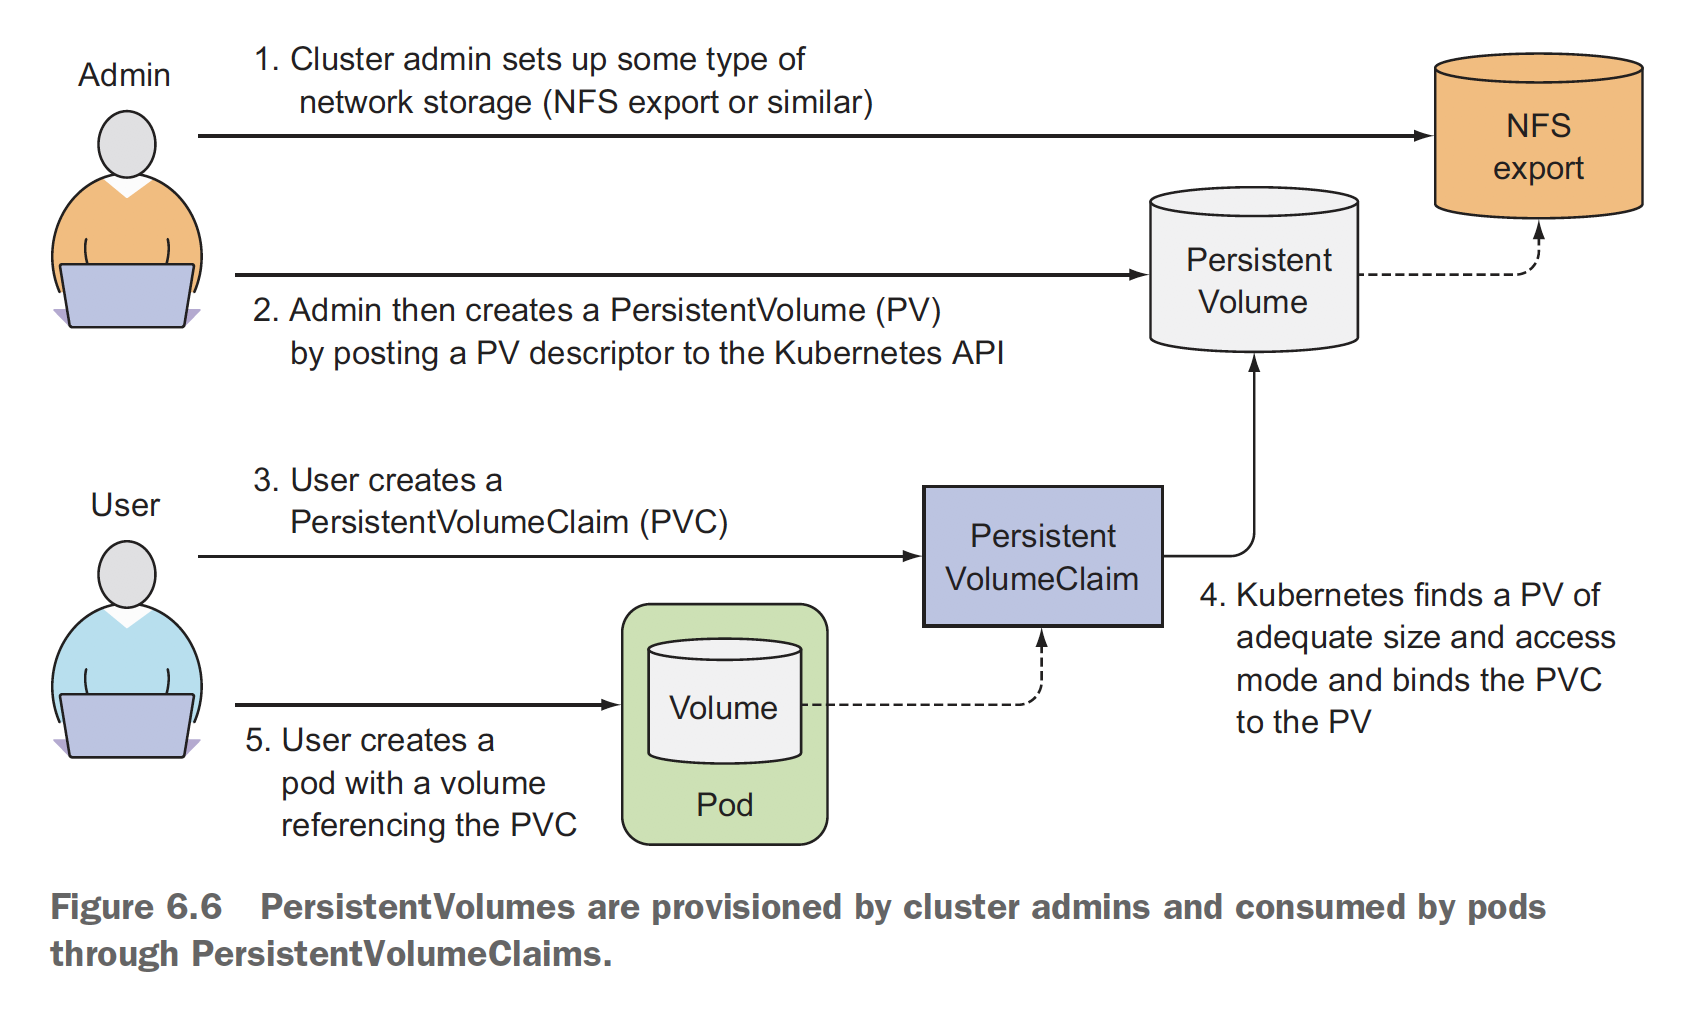 Admin
1. Cluster admin sets up some type of
network storage (NFS export or similar)
NFS
export
Persistent
Volume
2. Admin then creates a PersistentVolume (PV)
by posting a PV descriptor to the Kubernetes API
User
3. User creates a
PersistentVolumeClaim (PVC)
Persistent
VolumeClaim
4. Kubernetes finds a PV of
adequate size and access
mode and binds the PVC
to the PV
Volume
Pod
5. User creates a
pod with a volume
referencing the PVC
Figure 6.6 PersistentVolumes are provisioned by cluster admins and consumed by pods
through PersistentVolumeClaims.